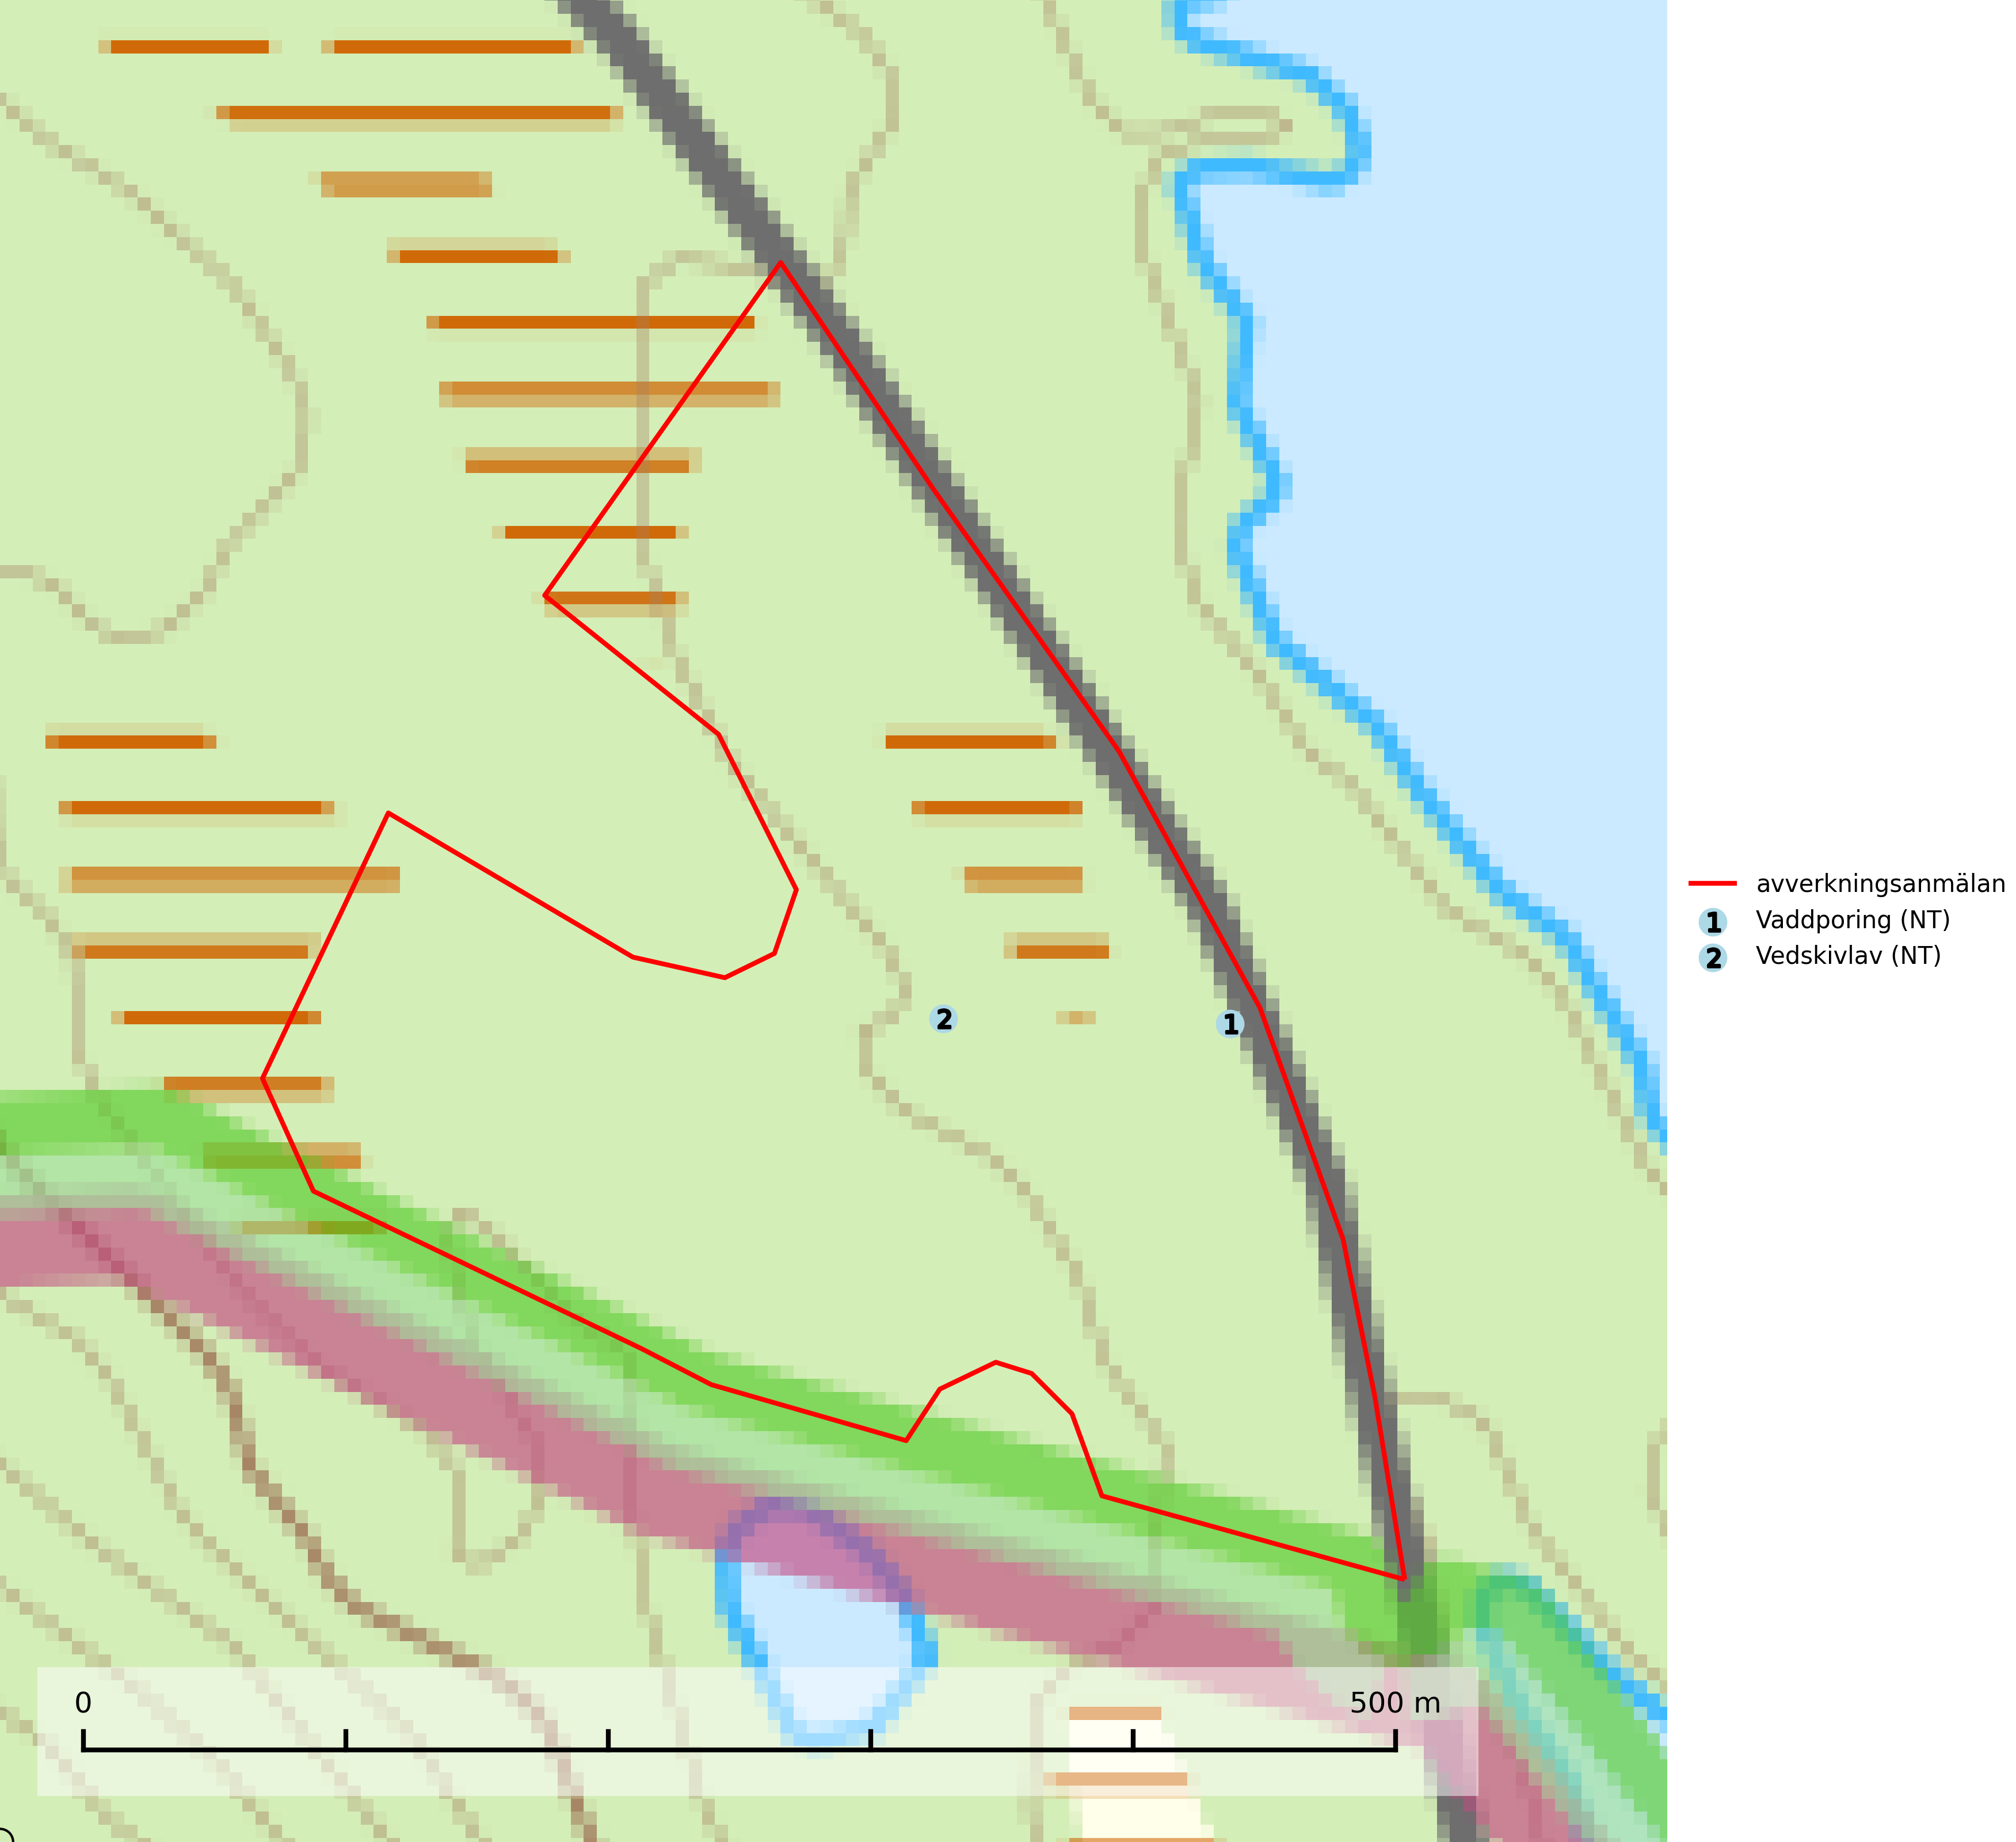 2
1
avverkningsanmälan
1 Vaddporing (NT)
2 Vedskivlav (NT)
0 500 m